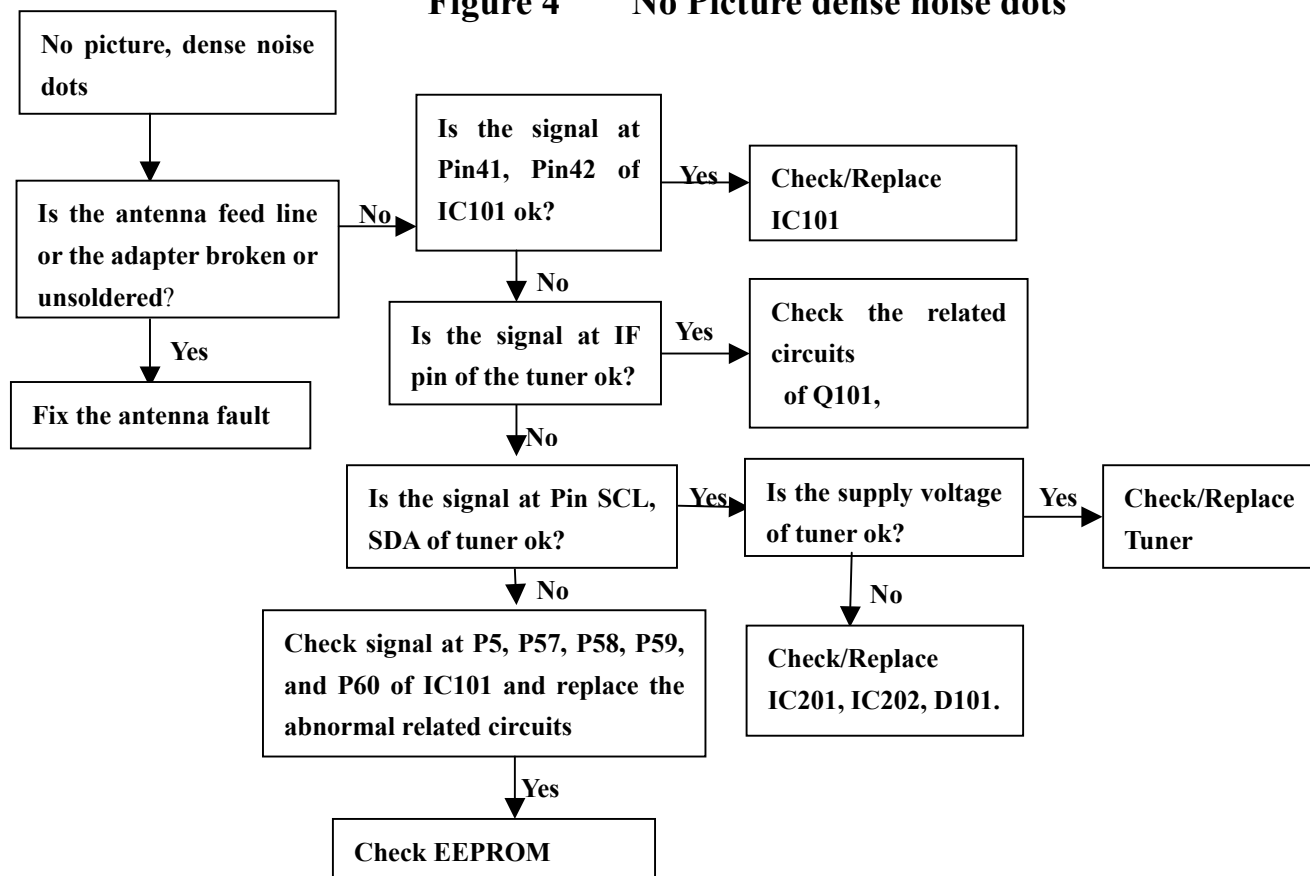 Figure 4 No Picture dense noise dots
No picture, dense noise
dots
Is the antenna feed line
or the adapter broken or
unsoldered?
No
Yes
Fix the antenna fault
Is the signal at
Pin41, Pin42 of
IC101 ok?
Yes
Check/Replace
IC101
No
Is the signal at IF
pin of the tuner ok?
Yes
Check the related
circuits
of Q101,
No
Is the signal at Pin SCL,
SDA of tuner ok?
Yes
Is the supply voltage
of tuner ok?
Yes
Check/Replace
Tuner
No
Check/Replace
IC201, IC202, D101.
No
Check signal at P5, P57, P58, P59,
and P60 of IC101 and replace the
abnormal related circuits
Yes
Check EEPROM